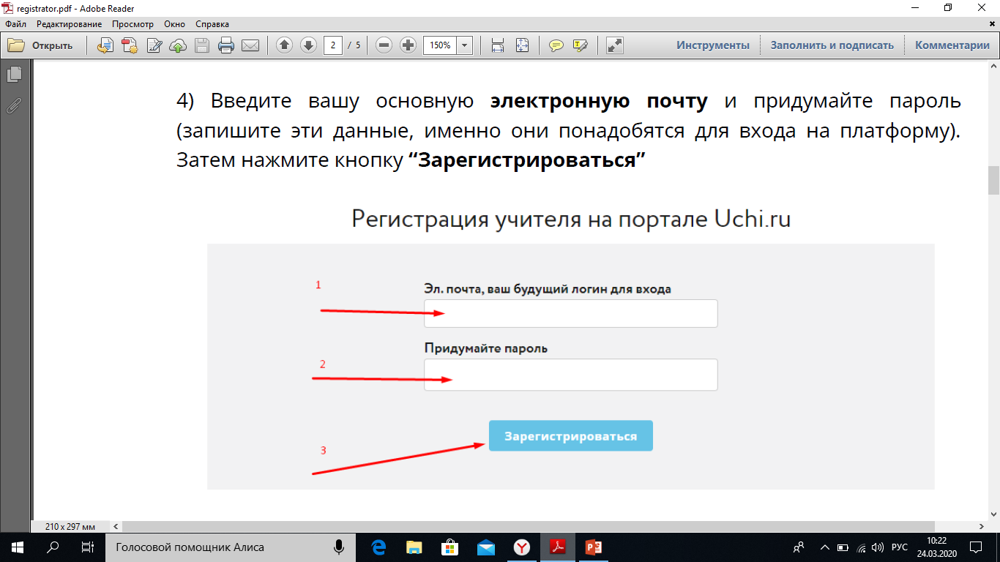 registrator.pdf - Adobe Reader
Файл Редактирование Просмотр Окно Справка
Открыть 2 / 5 150% Инструменты Заполнить и подписать Комментарии
4) Введите вашу основную электронную почту и придумайте пароль
(запишите эти данные, именно они понадобятся для входа на платформу).
Затем нажмите кнопку “Зарегистрироваться”
Регистрация учителя на портале Uchi.ru
1
Эл. почта, ваш будущий логин для входа
Придумайте пароль
2
Зарегистрироваться
3
210 x 297 мм
Голосовой помощник Алиса
РУС
10:22
24.03.2020